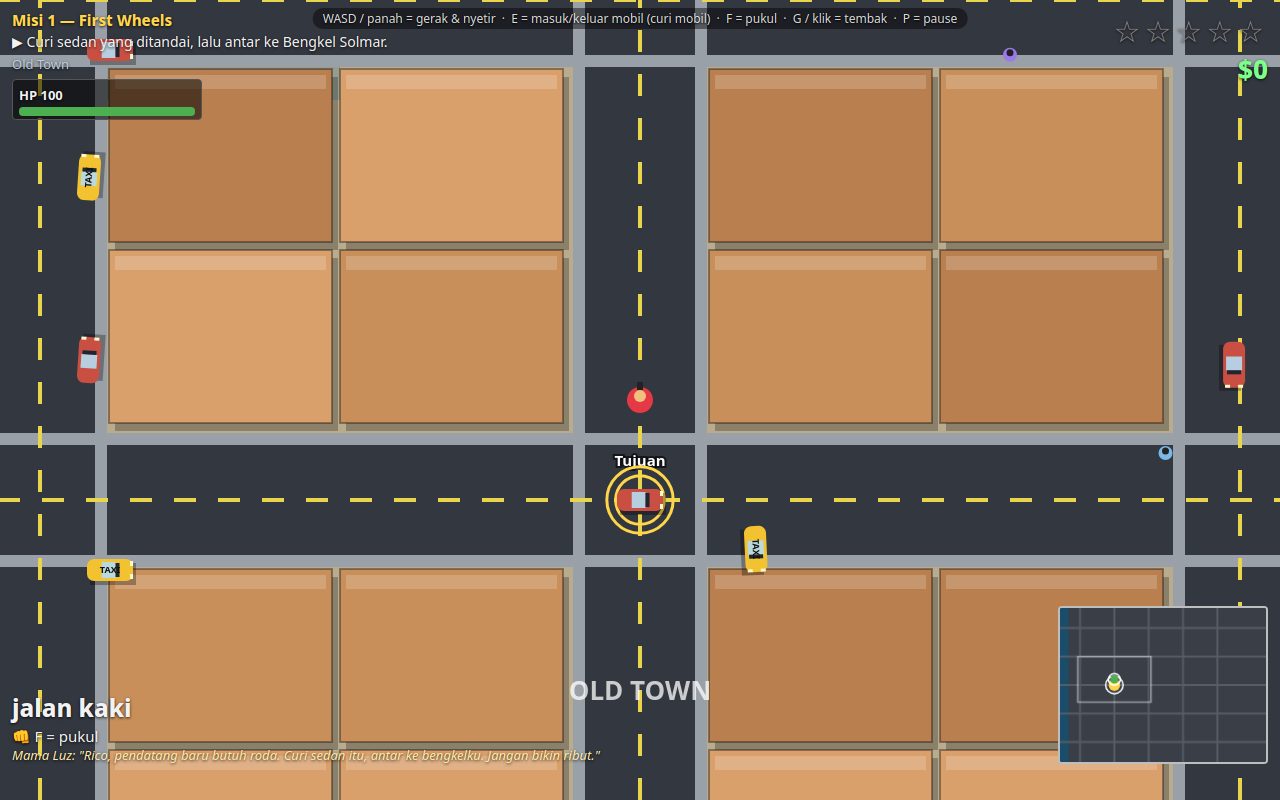 Misi 1 — First Wheels
WASD / panah = gerak & nyetir · E = masuk/keluar mobil (curi mobil) · F = pukul · G / klik = tembak · P = pause
▶ Curi sedan yang ditandai, lalu antar ke Bengkel Solmar.
Old Town
$0
HP 100
TAXI
Tujuan
TAXI
TAXI
OLD TOWN
jalan kaki
👊 F = pukul
Mama Luz: "Rico, pendatang baru butuh roda. Curi sedan itu, antar ke bengkelku. Jangan bikin ribut."